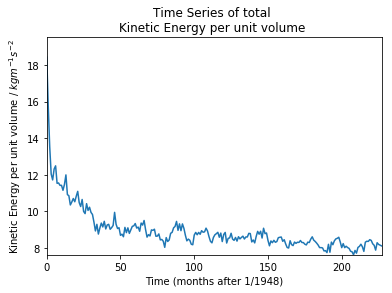 Time Series of total
Kinetic Energy per unit volume
Kinetic Energy per unit volume / kgm⁻¹s⁻²
18
16
14
12
10
8
0
50
100
150
200
Time (months after 1/1948)